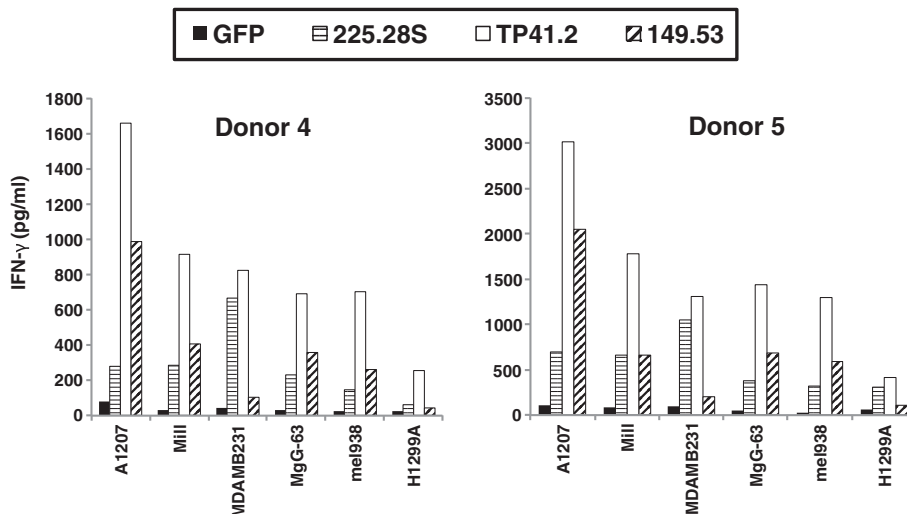 GFP 225.28S TP41.2 149.53
Donor 4
IFN-γ (pg/ml)
1800
1600
1400
1200
1000
800
600
400
200
0
A1207
Mill
MDAMB231
MgG-63
mel938
H1299A
Donor 5
3500
3000
2500
2000
1500
1000
500
0
A1207
Mill
MDAMB231
MgG-63
mel938
H1299A